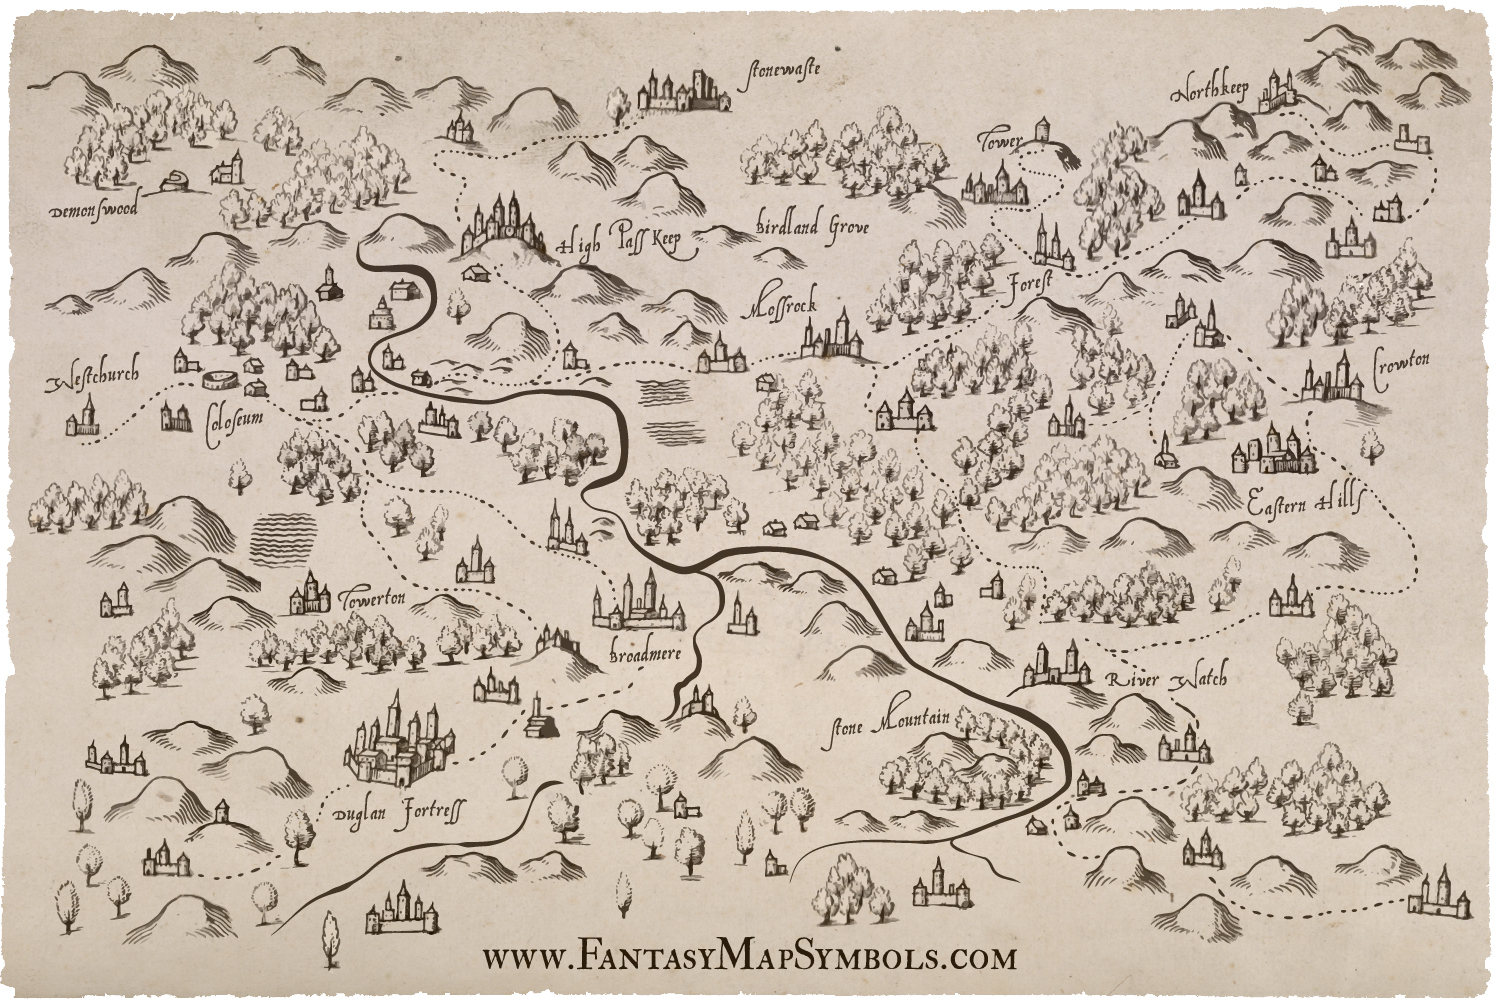 Stonewaste
Northkeep
Tower
Demonswood
High Pass Keep
Birdland Grove
Forest
Mossrock
Westchurch
Crowton
Coloseum
Eastern Hills
Towerton
Broadmere
River Watch
Stone Mountain
Duglan Fortress
www.FantasyMapSymbols.com